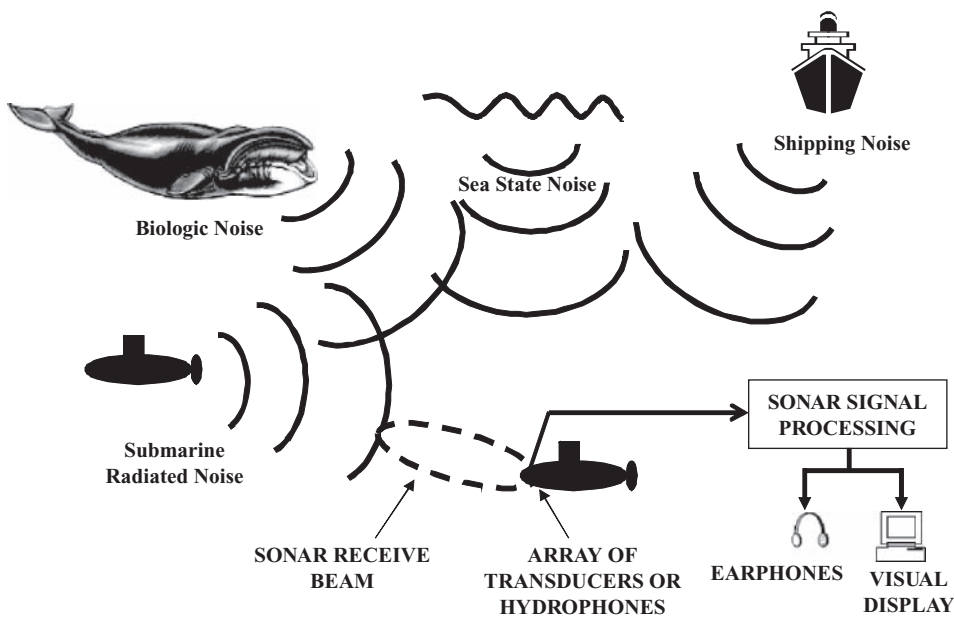 Shipping Noise
Sea State Noise
Biologic Noise
SONAR SIGNAL
PROCESSING
Submarine
Radiated Noise
SONAR RECEIVE
BEAM
ARRAY OF
TRANSDUCERS OR
HYDROPHONES
EARPHONES
VISUAL
DISPLAY